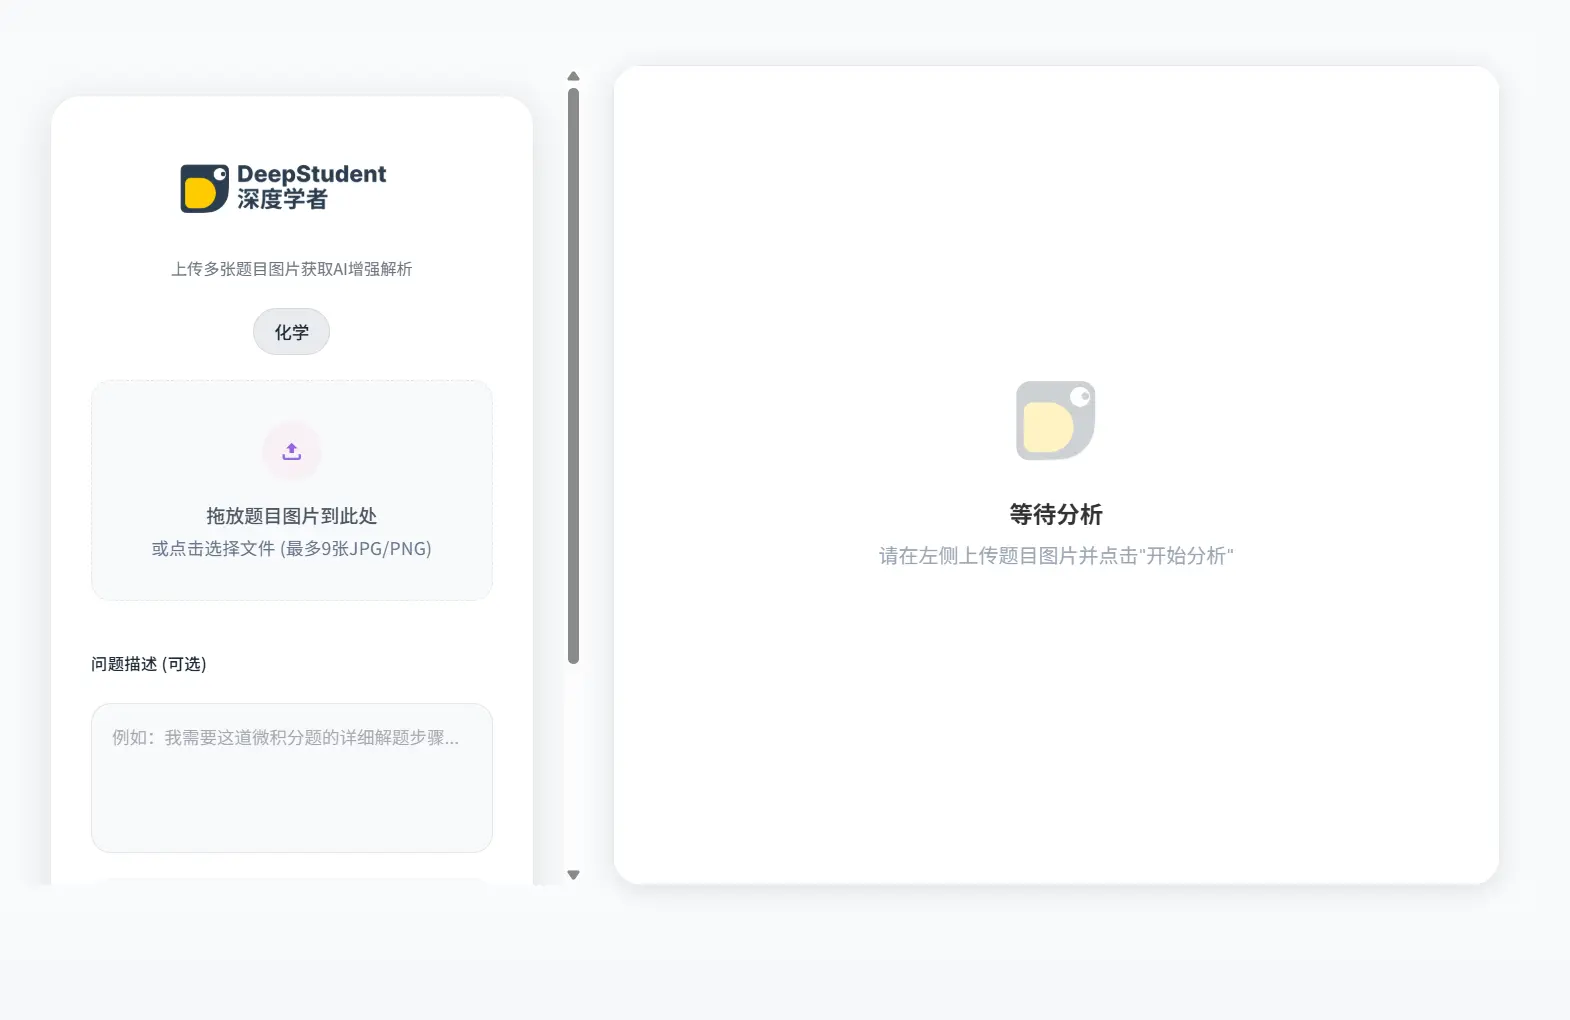 DeepStudent
深度学者
上传多张题目图片获取AI增强解析
化学
拖放题目图片到此处
或点击选择文件 (最多9张JPG/PNG)
问题描述 (可选)
例如：我需要这道微积分题的详细解题步骤...
等待分析
请在左侧上传题目图片并点击"开始分析"